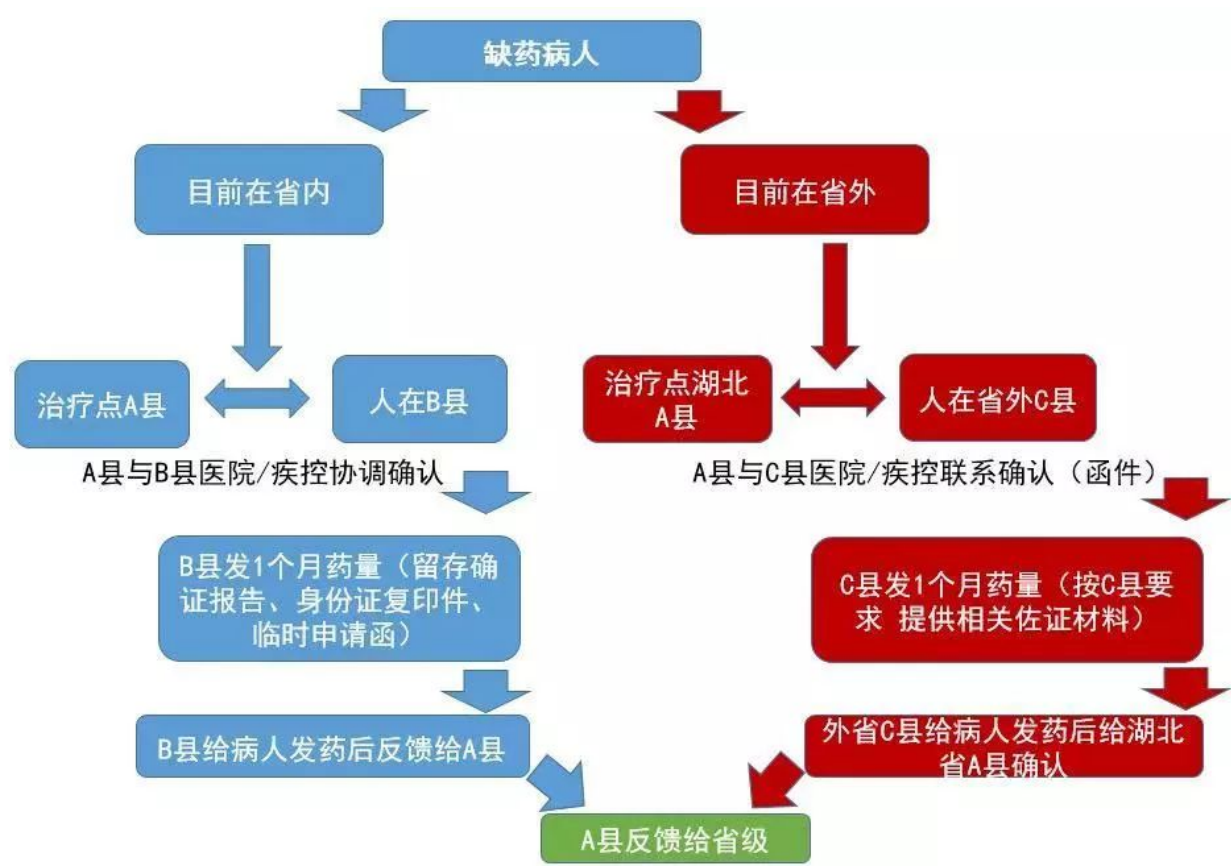 缺药病人
目前在省内
目前在省外
治疗点A县
人在B县
治疗点湖北
A县
人在省外C县
A县与B县医院/疾控协调确认
A县与C县医院/疾控联系确认（函件）
B县发1个月药量（留存确
证报告、身份证复印件、
临时申请函）
C县发1个月药量（按C县要
求 提供相关佐证材料）
B县给病人发药后反馈给A县
外省C县给病人发药后给湖北
省A县确认
A县反馈给省级